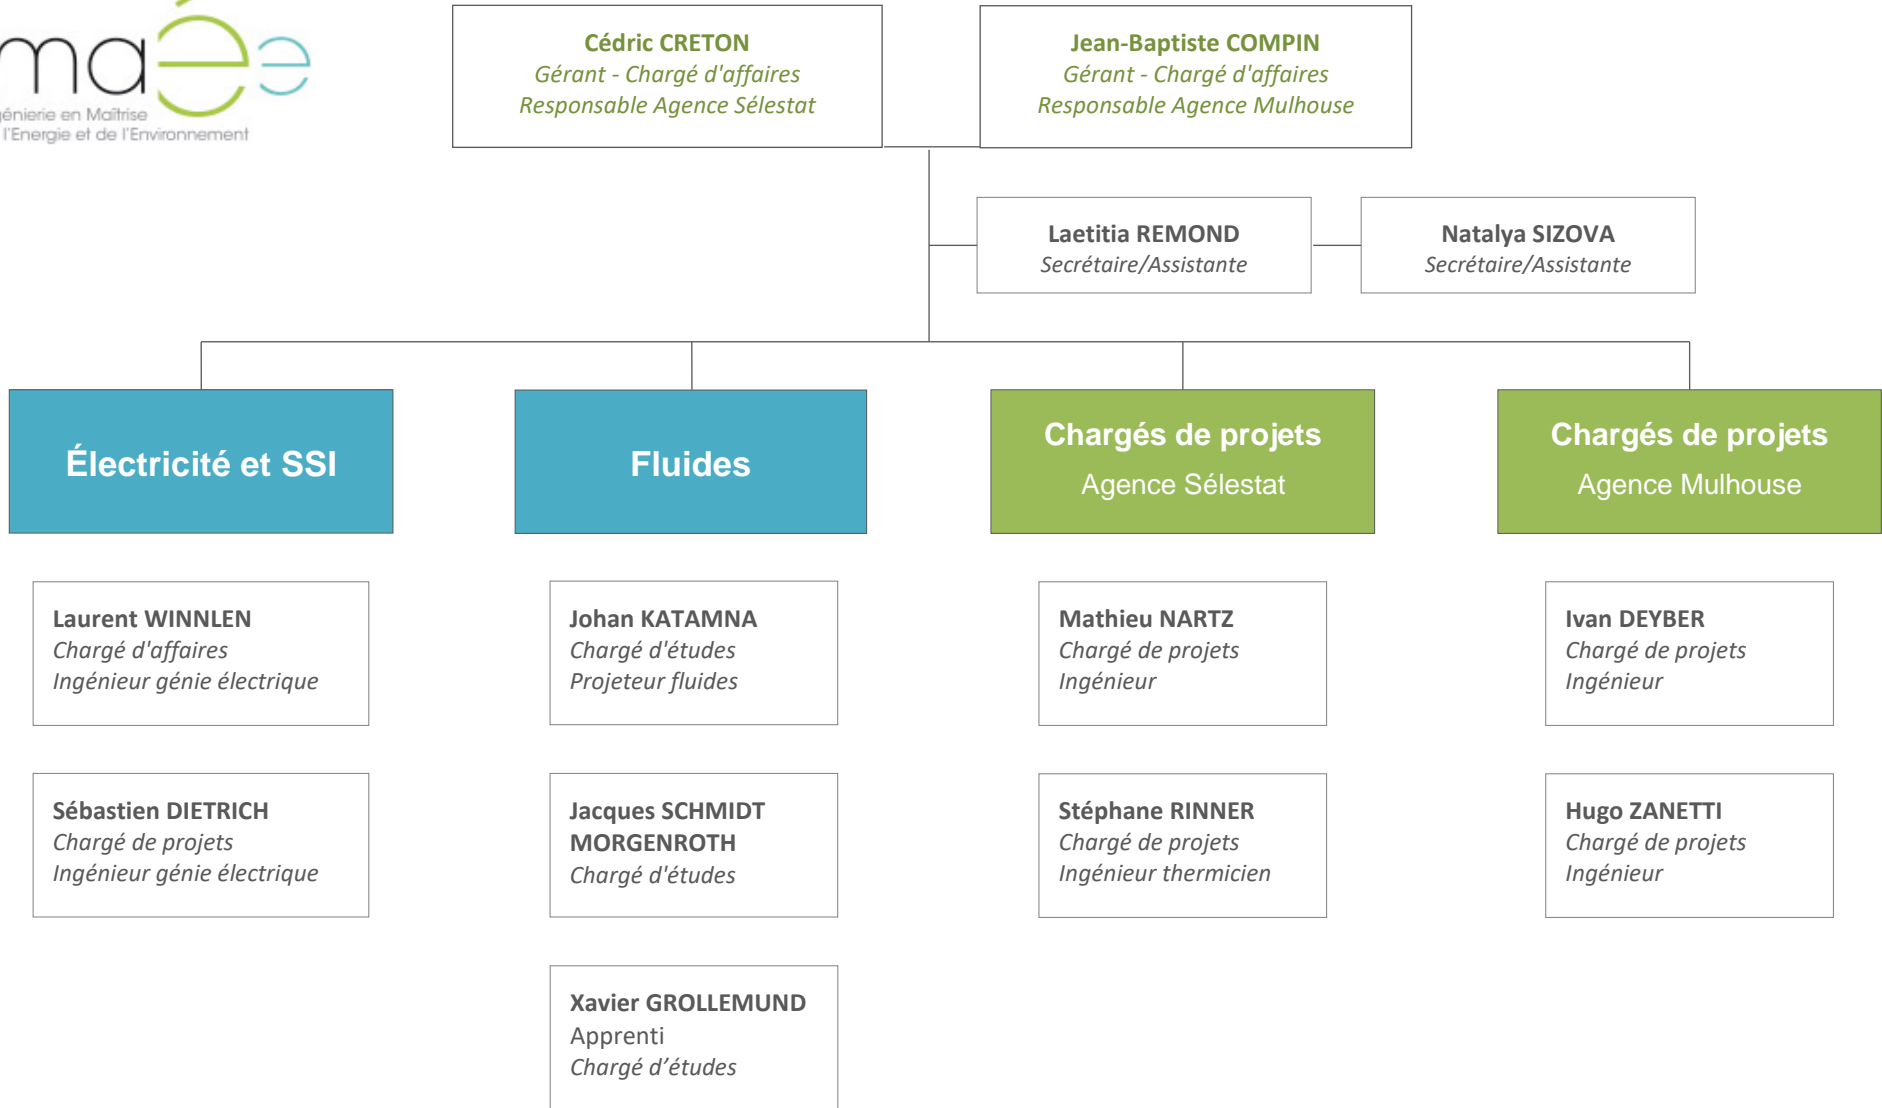 maée
génierie en Maîtrise
l'Energie et de l'Environnement
Cédric CRETON
Gérant - Chargé d'affaires
Responsable Agence Sélestat
Jean-Baptiste COMPIN
Gérant - Chargé d'affaires
Responsable Agence Mulhouse
Laetitia REMOND
Secrétaire/Assistante
Natalya SIZOVA
Secrétaire/Assistante
Électricité et SSI
Fluides
Chargés de projets
Agence Sélestat
Chargés de projets
Agence Mulhouse
Laurent WINNLEN
Chargé d'affaires
Ingénieur génie électrique
Sébastien DIETRICH
Chargé de projets
Ingénieur génie électrique
Johan KATAMNA
Chargé d'études
Projeteur fluides
Jacques SCHMIDT
MORGENROTH
Chargé d'études
Xavier GROLLEMUND
Apprenti
Chargé d’études
Mathieu NARTZ
Chargé de projets
Ingénieur
Stéphane RINNER
Chargé de projets
Ingénieur thermicien
Ivan DEYBER
Chargé de projets
Ingénieur
Hugo ZANETTI
Chargé de projets
Ingénieur